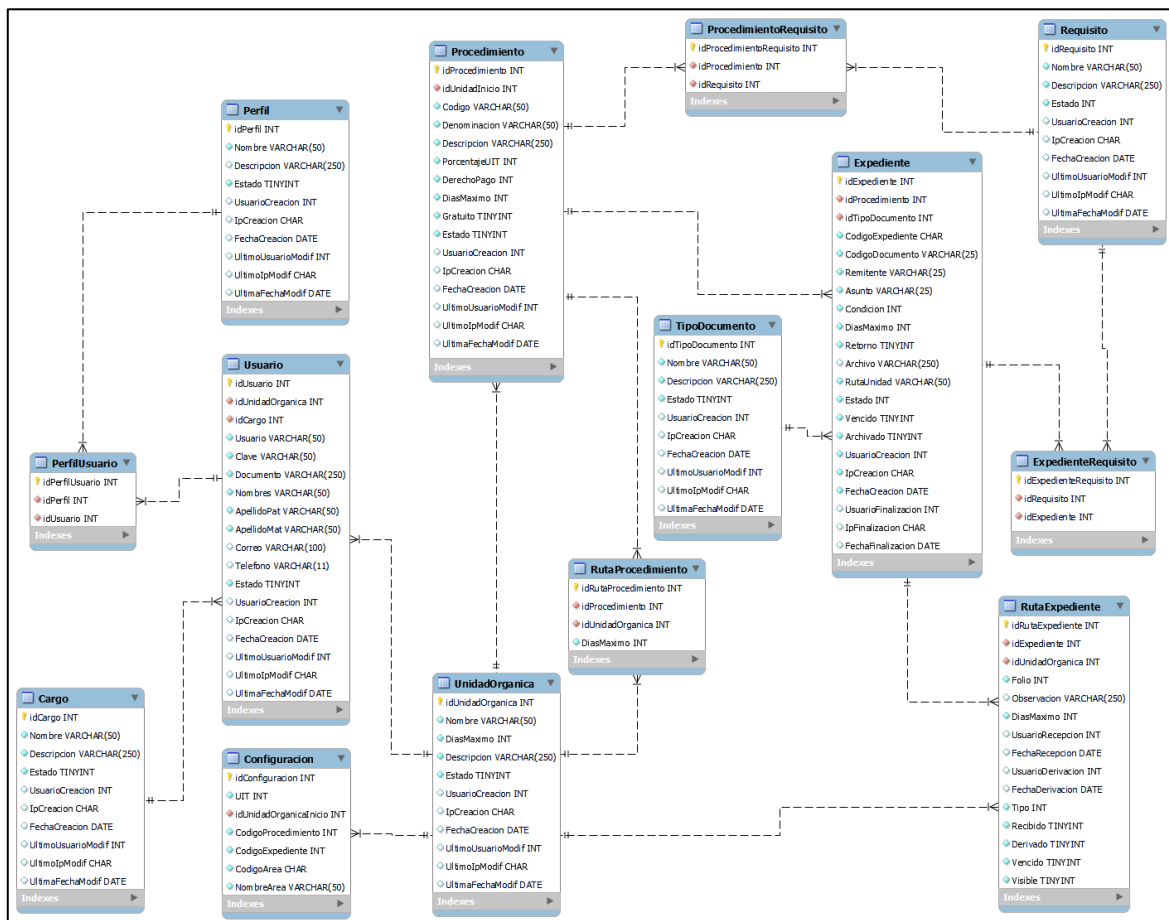 Perfil
idPerfil INT
Nombre VARCHAR(50)
Descripcion VARCHAR(250)
Estado TINYINT
UsuarioCreacion INT
IpCreacion CHAR
FechaCreacion DATE
UltimoUsuarioModif INT
UltimoIpModif CHAR
UltimaFechaModif DATE
Indexes
Usuario
idUsuario INT
idUnidadOrganica INT
idCargo INT
Usuario VARCHAR(50)
Clave VARCHAR(50)
Documento VARCHAR(250)
Nombres VARCHAR(50)
ApellidoPat VARCHAR(50)
ApellidoMat VARCHAR(50)
Correo VARCHAR(100)
Telefono VARCHAR(11)
Estado TINYINT
UsuarioCreacion INT
IpCreacion CHAR
FechaCreacion DATE
UltimoUsuarioModif INT
UltimoIpModif CHAR
UltimaFechaModif DATE
Indexes
PerfilUsuario
idPerfilUsuario INT
idPerfil INT
idUsuario INT
Indexes
Cargo
idCargo INT
Nombre VARCHAR(50)
Descripcion VARCHAR(250)
Estado TINYINT
UsuarioCreacion INT
IpCreacion CHAR
FechaCreacion DATE
UltimoUsuarioModif INT
UltimoIpModif CHAR
UltimaFechaModif DATE
Indexes
Configuracion
idConfiguracion INT
UIT INT
idUnidadOrganicaInicio INT
CodigoProcedimiento INT
CodigoExpediente INT
CodigoArea CHAR
NombreArea VARCHAR(50)
Indexes
Procedimiento
idProcedimiento INT
idUnidadInicio INT
Codigo VARCHAR(50)
Denominacion VARCHAR(50)
Descripcion VARCHAR(250)
PorcentajeUIT INT
DerechoPago INT
DiasMaximo INT
Gratuito TINYINT
Estado TINYINT
UsuarioCreacion INT
IpCreacion CHAR
FechaCreacion DATE
UltimoUsuarioModif INT
UltimoIpModif CHAR
UltimaFechaModif DATE
Indexes
UnidadOrganica
idUnidadOrganica INT
Nombre VARCHAR(50)
DiasMaximo INT
Descripcion VARCHAR(250)
Estado TINYINT
UsuarioCreacion INT
IpCreacion CHAR
FechaCreacion DATE
UltimoUsuarioModif INT
UltimoIpModif CHAR
UltimaFechaModif DATE
Indexes
ProcedimientoRequisito
idProcedimientoRequisito INT
idProcedimiento INT
idRequisito INT
Indexes
TipoDocumento
idTipoDocumento INT
Nombre VARCHAR(50)
Descripcion VARCHAR(250)
Estado TINYINT
UsuarioCreacion INT
IpCreacion CHAR
FechaCreacion DATE
UltimoUsuarioModif INT
UltimoIpModif CHAR
UltimaFechaModif DATE
Indexes
RutaProcedimiento
idRutaProcedimiento INT
idProcedimiento INT
idUnidadOrganica INT
DiasMaximo INT
Indexes
Expediente
idExpediente INT
idProcedimiento INT
idTipoDocumento INT
CodigoExpediente CHAR
CodigoDocumento VARCHAR(25)
Remitente VARCHAR(25)
Asunto VARCHAR(25)
Condicion INT
DiasMaximo INT
Retorno TINYINT
Archivo VARCHAR(250)
RutaUnidad VARCHAR(50)
Estado INT
Vencido TINYINT
Archivado TINYINT
UsuarioCreacion INT
IpCreacion CHAR
FechaCreacion DATE
UsuarioFinalizacion INT
IpFinalizacion CHAR
FechaFinalizacion DATE
Indexes
Requisito
idRequisito INT
Nombre VARCHAR(50)
Descripcion VARCHAR(250)
Estado INT
UsuarioCreacion INT
IpCreacion CHAR
FechaCreacion DATE
UltimoUsuarioModif INT
UltimoIpModif CHAR
UltimaFechaModif DATE
Indexes
ExpedienteRequisito
idExpedienteRequisito INT
idRequisito INT
idExpediente INT
Indexes
RutaExpediente
idRutaExpediente INT
idExpediente INT
idUnidadOrganica INT
Folio INT
Observacion VARCHAR(250)
DiasMaximo INT
UsuarioRecepcion INT
FechaRecepcion DATE
UsuarioDerivacion INT
FechaDerivacion DATE
Tipo INT
Recibido TINYINT
Derivado TINYINT
Vencido TINYINT
Visible TINYINT
Indexes